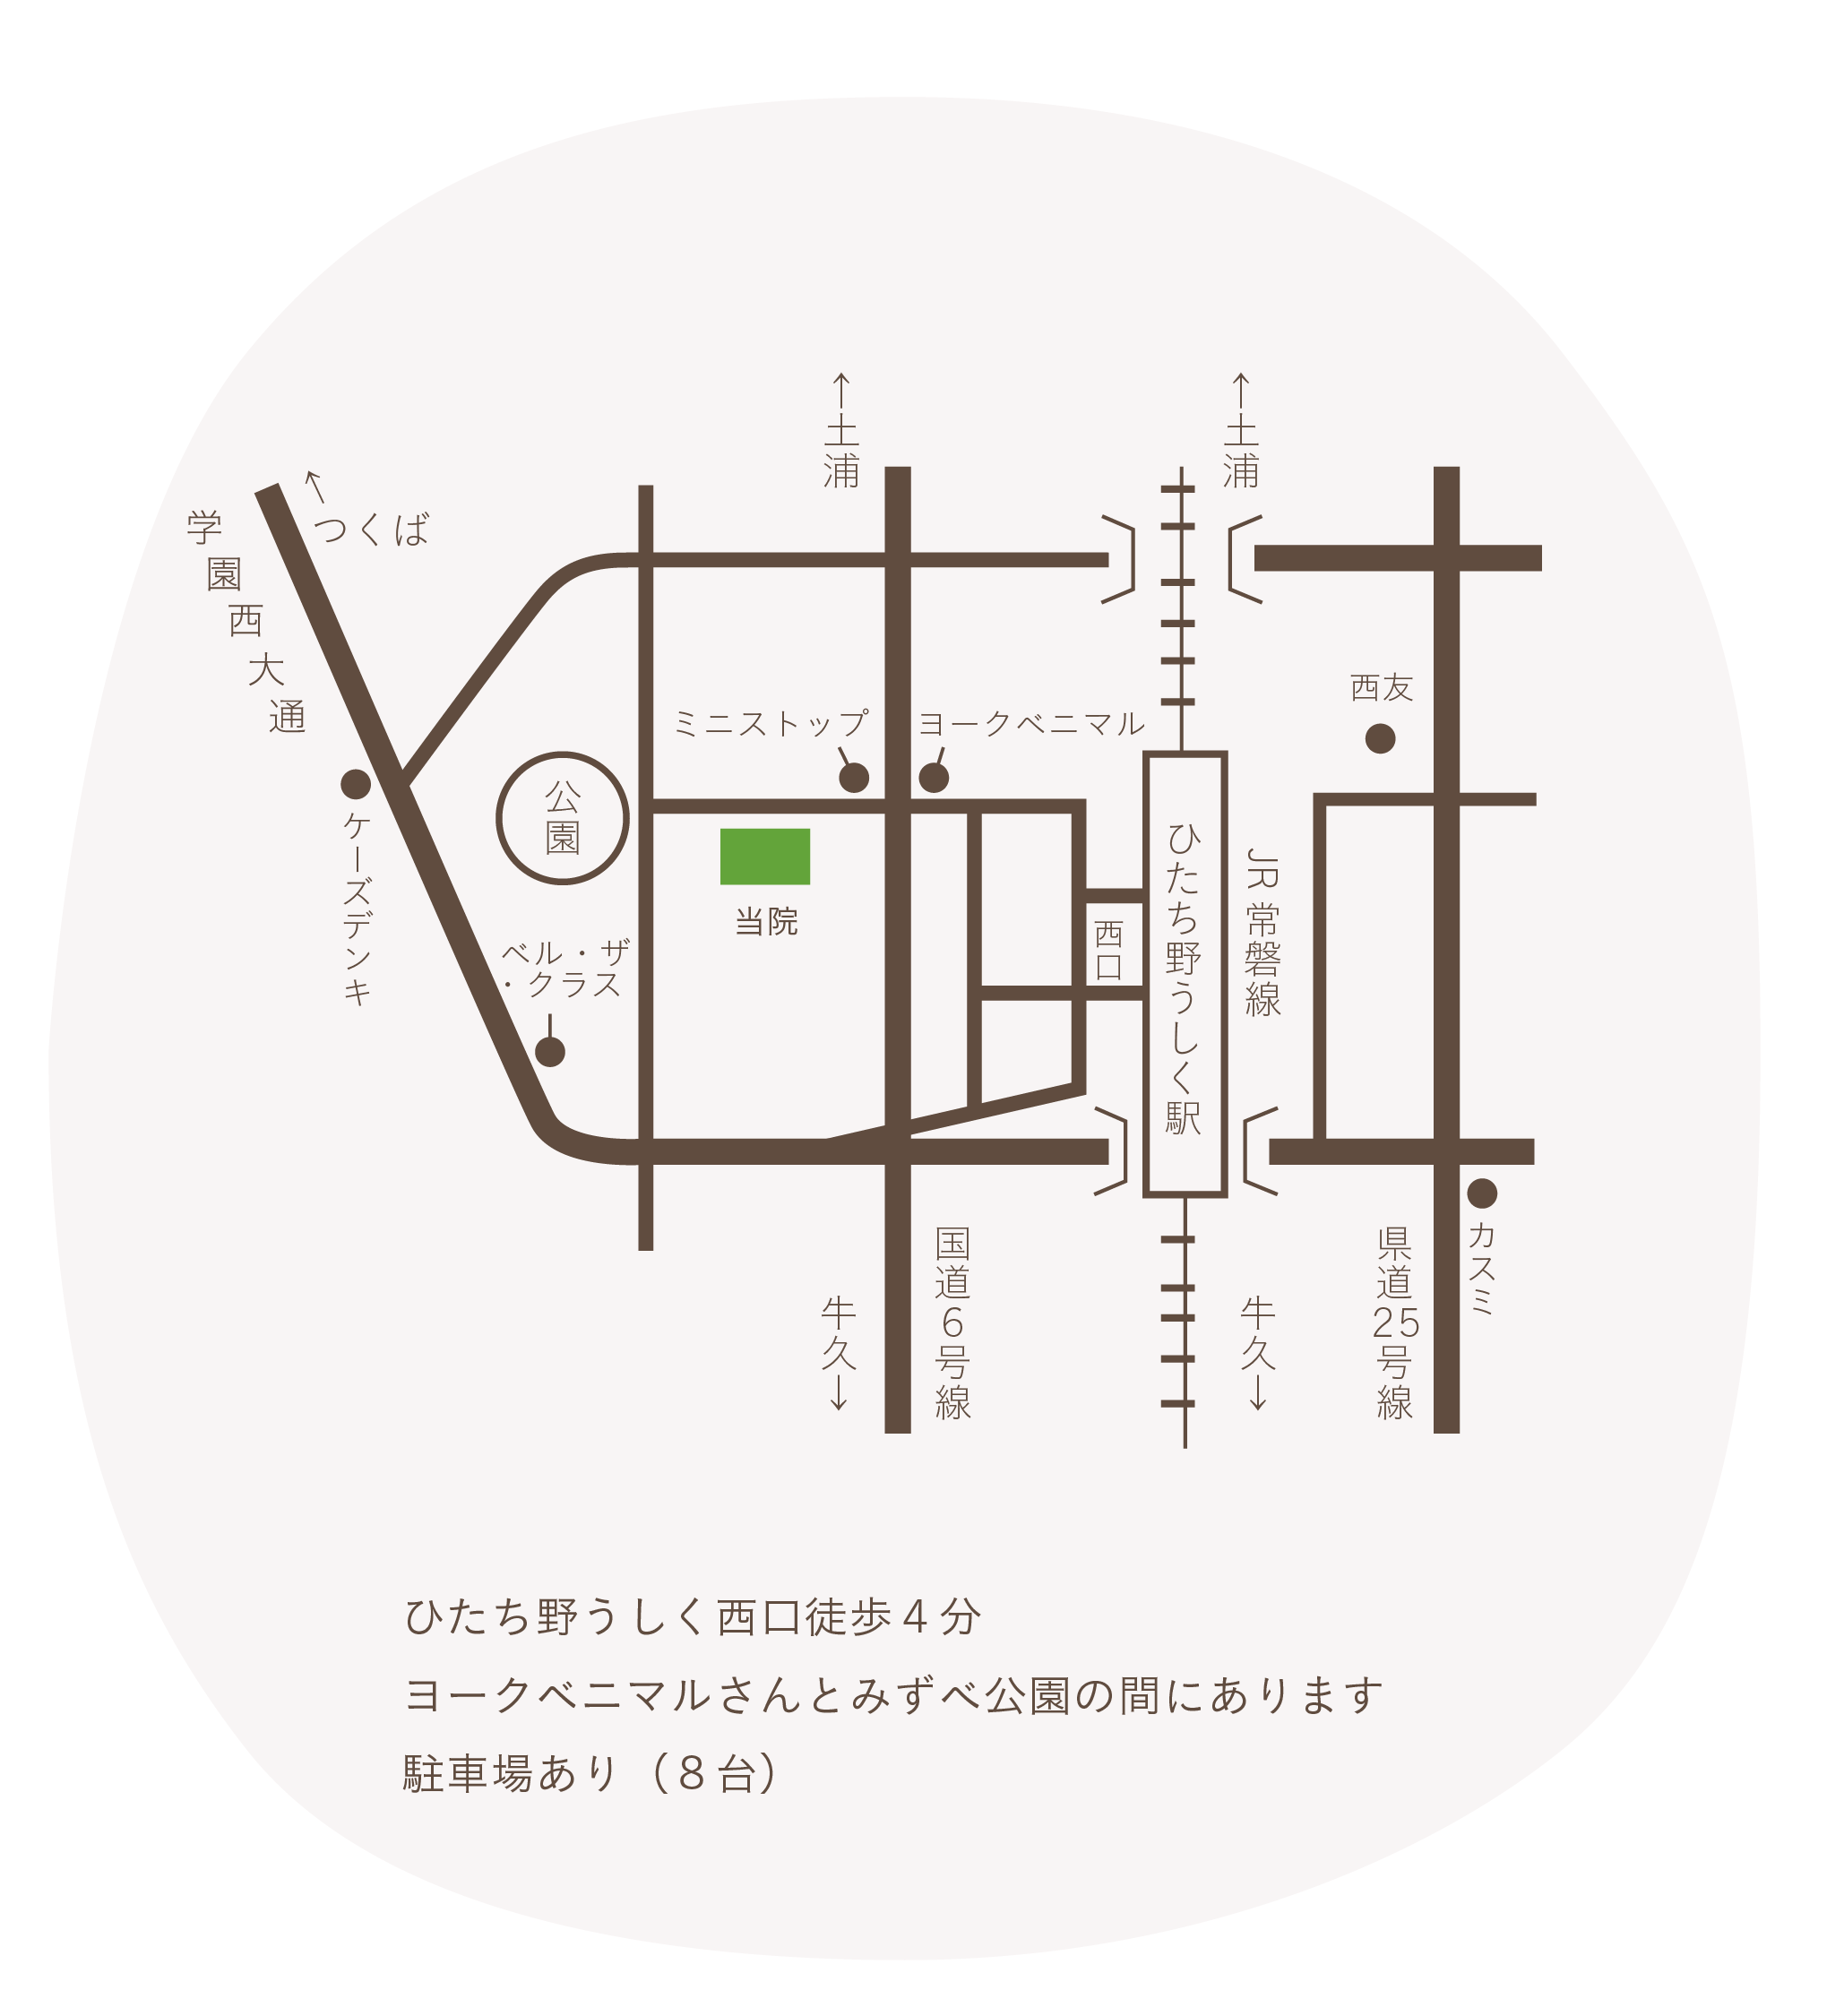 ↑土浦
↑土浦
↑
つくば
学園西大通
西友
ミニストップ
ヨークベニマル
公園
ケーズデンキ
当院
ベル・ザ
・クラス
西口
ひたち野うしく駅
JR常磐線
国道6号線
牛久↓
牛久↓
県道25号線
カスミ
ひたち野うしく西口徒歩４分
ヨークベニマルさんとみずべ公園の間にあります
駐車場あり（８台）